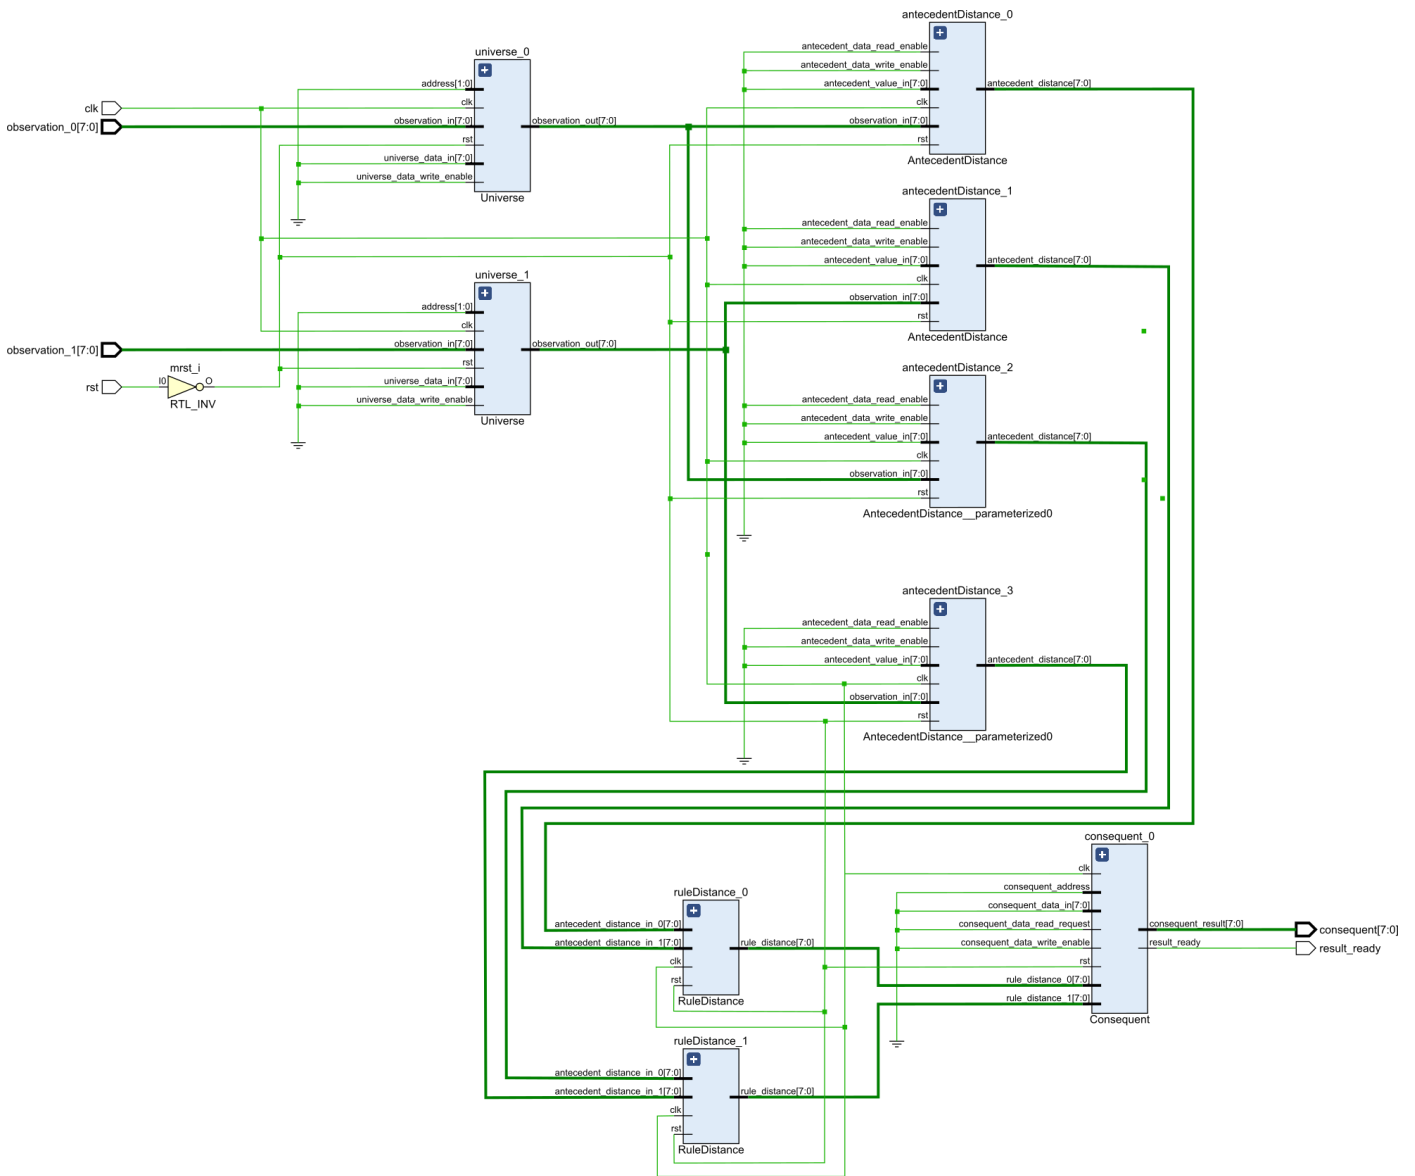 clk
observation_0[7:0]
observation_1[7:0]
rst
mrst_i
I0
O
RTL_INV
universe_0
address[1:0]
clk
observation_in[7:0]
rst
universe_data_in[7:0]
universe_data_write_enable
observation_out[7:0]
Universe
universe_1
address[1:0]
clk
observation_in[7:0]
rst
universe_data_in[7:0]
universe_data_write_enable
observation_out[7:0]
Universe
antecedentDistance_0
antecedent_data_read_enable
antecedent_data_write_enable
antecedent_value_in[7:0]
clk
observation_in[7:0]
rst
antecedent_distance[7:0]
AntecedentDistance
antecedentDistance_1
antecedent_data_read_enable
antecedent_data_write_enable
antecedent_value_in[7:0]
clk
observation_in[7:0]
rst
antecedent_distance[7:0]
AntecedentDistance
antecedentDistance_2
antecedent_data_read_enable
antecedent_data_write_enable
antecedent_value_in[7:0]
clk
observation_in[7:0]
rst
antecedent_distance[7:0]
AntecedentDistance__parameterized0
antecedentDistance_3
antecedent_data_read_enable
antecedent_data_write_enable
antecedent_value_in[7:0]
clk
observation_in[7:0]
rst
antecedent_distance[7:0]
AntecedentDistance__parameterized0
ruleDistance_0
antecedent_distance_in_0[7:0]
antecedent_distance_in_1[7:0]
clk
rst
rule_distance[7:0]
RuleDistance
ruleDistance_1
antecedent_distance_in_0[7:0]
antecedent_distance_in_1[7:0]
clk
rst
rule_distance[7:0]
RuleDistance
consequent_0
clk
consequent_address
consequent_data_in[7:0]
consequent_data_read_request
consequent_data_write_enable
rst
rule_distance_0[7:0]
rule_distance_1[7:0]
consequent_result[7:0]
result_ready
Consequent
consequent[7:0]
result_ready